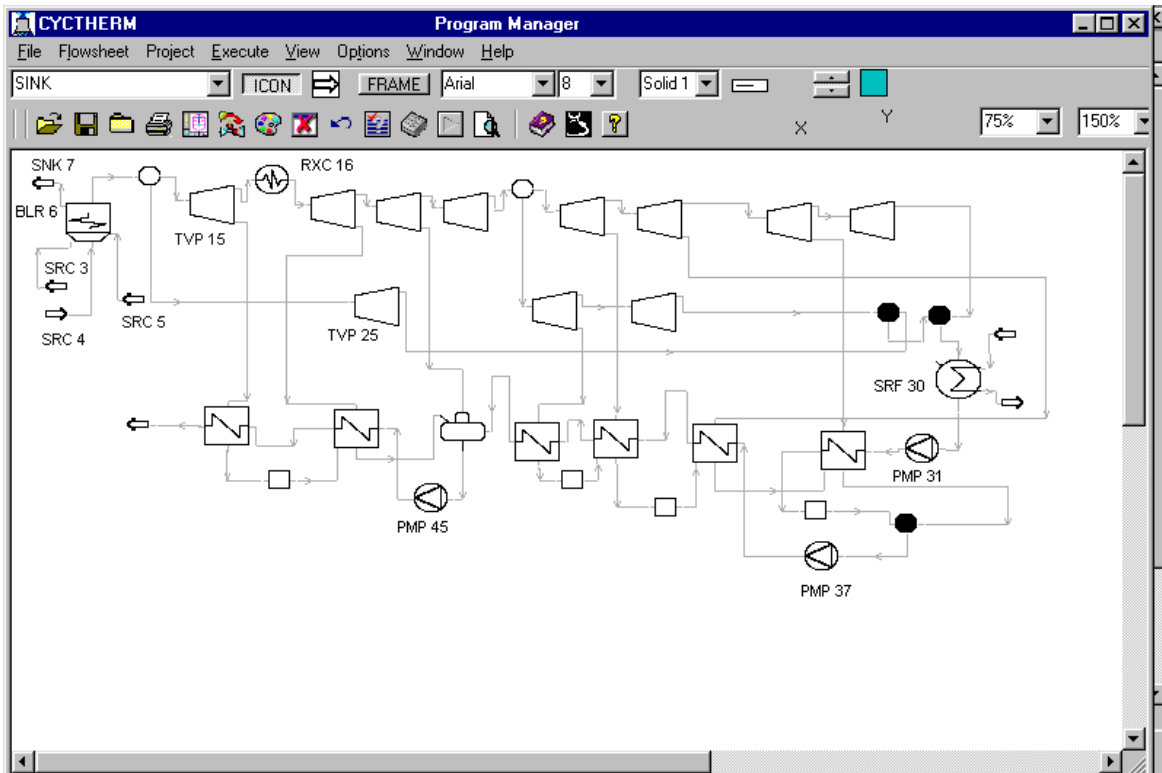 CYCTHERM Program Manager
File Flowsheet Project Execute View Options Window Help
SINK ICON FRAME Arial 8 Solid 1
X Y 75% 150%
SNK 7
RXC 16
BLR 6
TVP 15
SRC 3
SRC 5
SRC 4
TVP 25
SRF 30
PMP 31
PMP 45
PMP 37